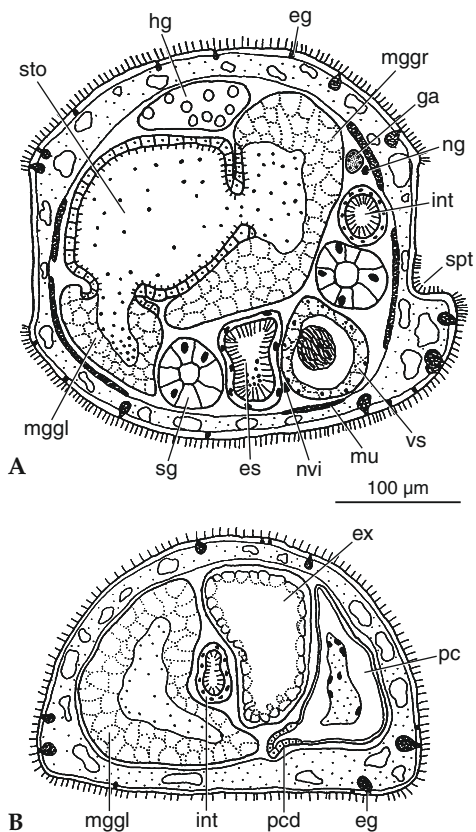 hg
eg
sto
mggr
ga
ng
int
spt
mggl
sg
es
nvi
mu
vs
A
100 µm
ex
pc
B
mggl
int
pcd
eg